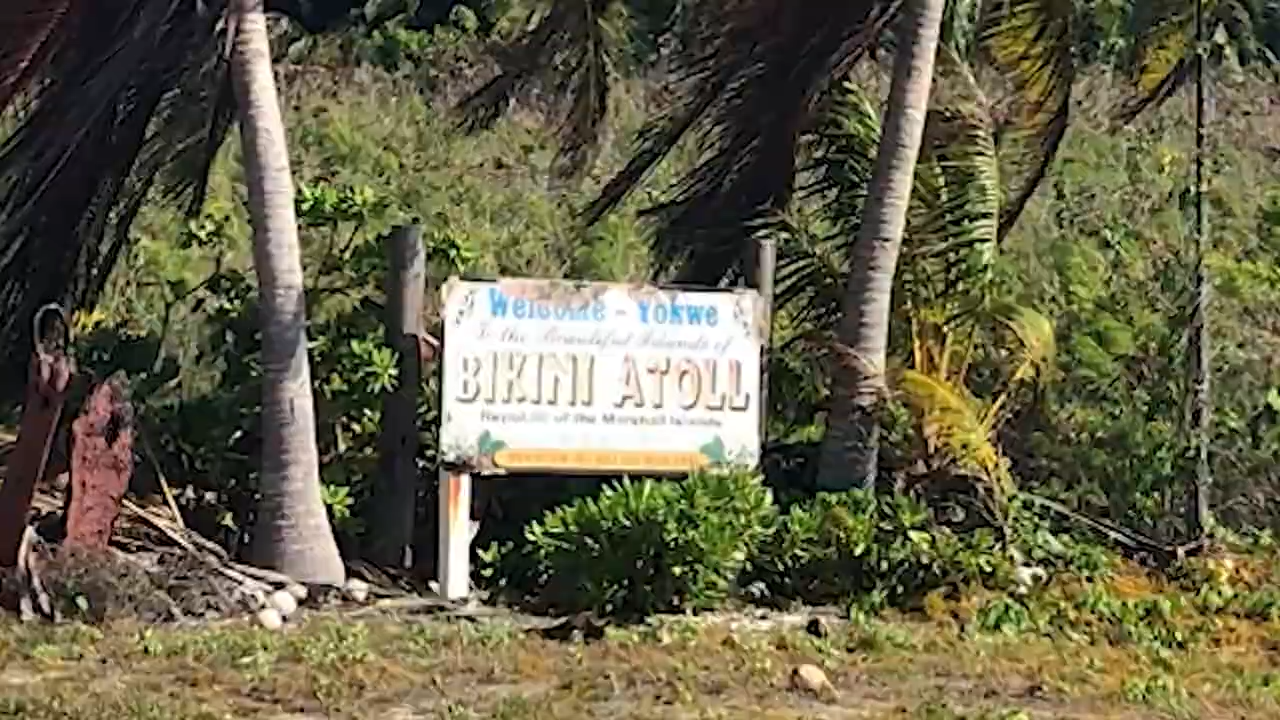 Welcome - Yokwe
To the Beautiful Islands of
BIKINI ATOLL
Republic of the Marshall Islands